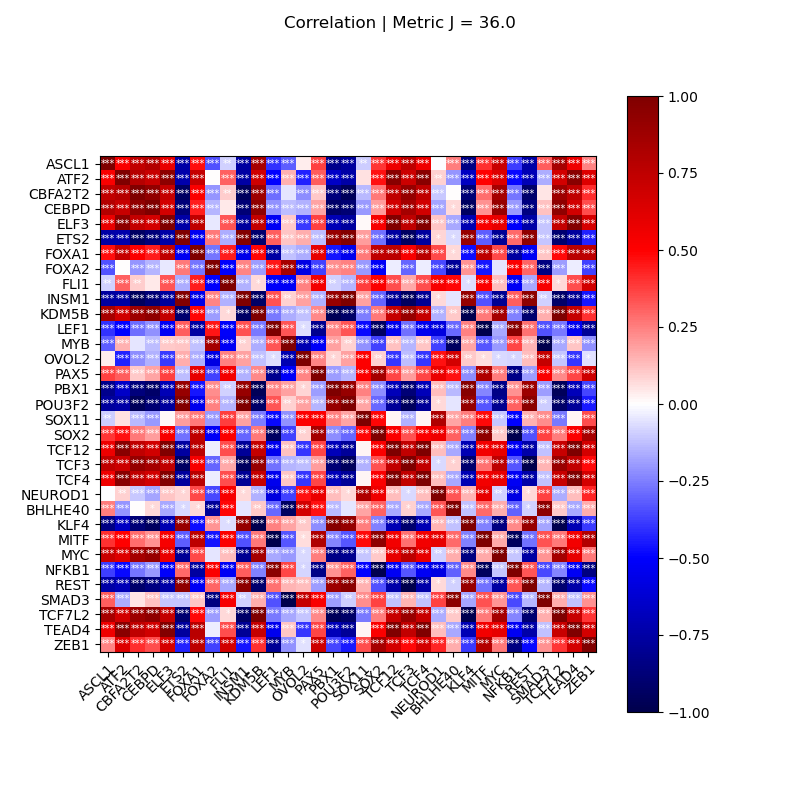 Correlation | Metric J = 36.0
ASCL1
ATF2
CBFA2T2
CEBPD
ELF3
ETS2
FOXA1
FOXA2
FLI1
INSM1
KDM5B
LEF1
MYB
OVOL2
PAX5
PBX1
POU3F2
SOX11
SOX2
TCF12
TCF3
TCF4
NEUROD1
BHLHE40
KLF4
MITF
MYC
NFKB1
REST
SMAD3
TCF7L2
TEAD4
ZEB1
ASCL1
ATF2
CBFA2T2
CEBPD
ELF3
ETS2
FOXA1
FOXA2
FLI1
INSM1
KDM5B
LEF1
MYB
OVOL2
PAX5
PBX1
POU3F2
SOX11
SOX2
TCF12
TCF3
TCF4
NEUROD1
BHLHE40
KLF4
MITF
MYC
NFKB1
REST
SMAD3
TCF7L2
TEAD4
ZEB1
1.00
0.75
0.50
0.25
0.00
−0.25
−0.50
−0.75
−1.00